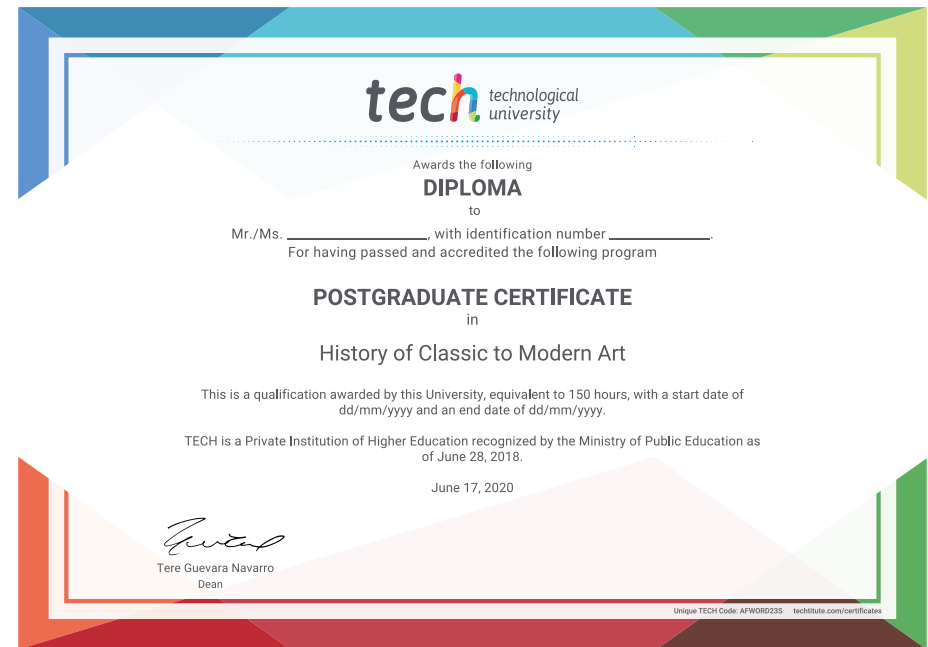 tech technological
university
Awards the following
DIPLOMA
to
Mr./Ms. ____________________, with identification number ______________.
For having passed and accredited the following program
POSTGRADUATE CERTIFICATE
in
History of Classic to Modern Art
This is a qualification awarded by this University, equivalent to 150 hours, with a start date of
dd/mm/yyyy and an end date of dd/mm/yyyy.
TECH is a Private Institution of Higher Education recognized by the Ministry of Public Education as
of June 28, 2018.
June 17, 2020
Tere Guevara Navarro
Dean
Unique TECH Code: AFWORD23S techtitute.com/certificates